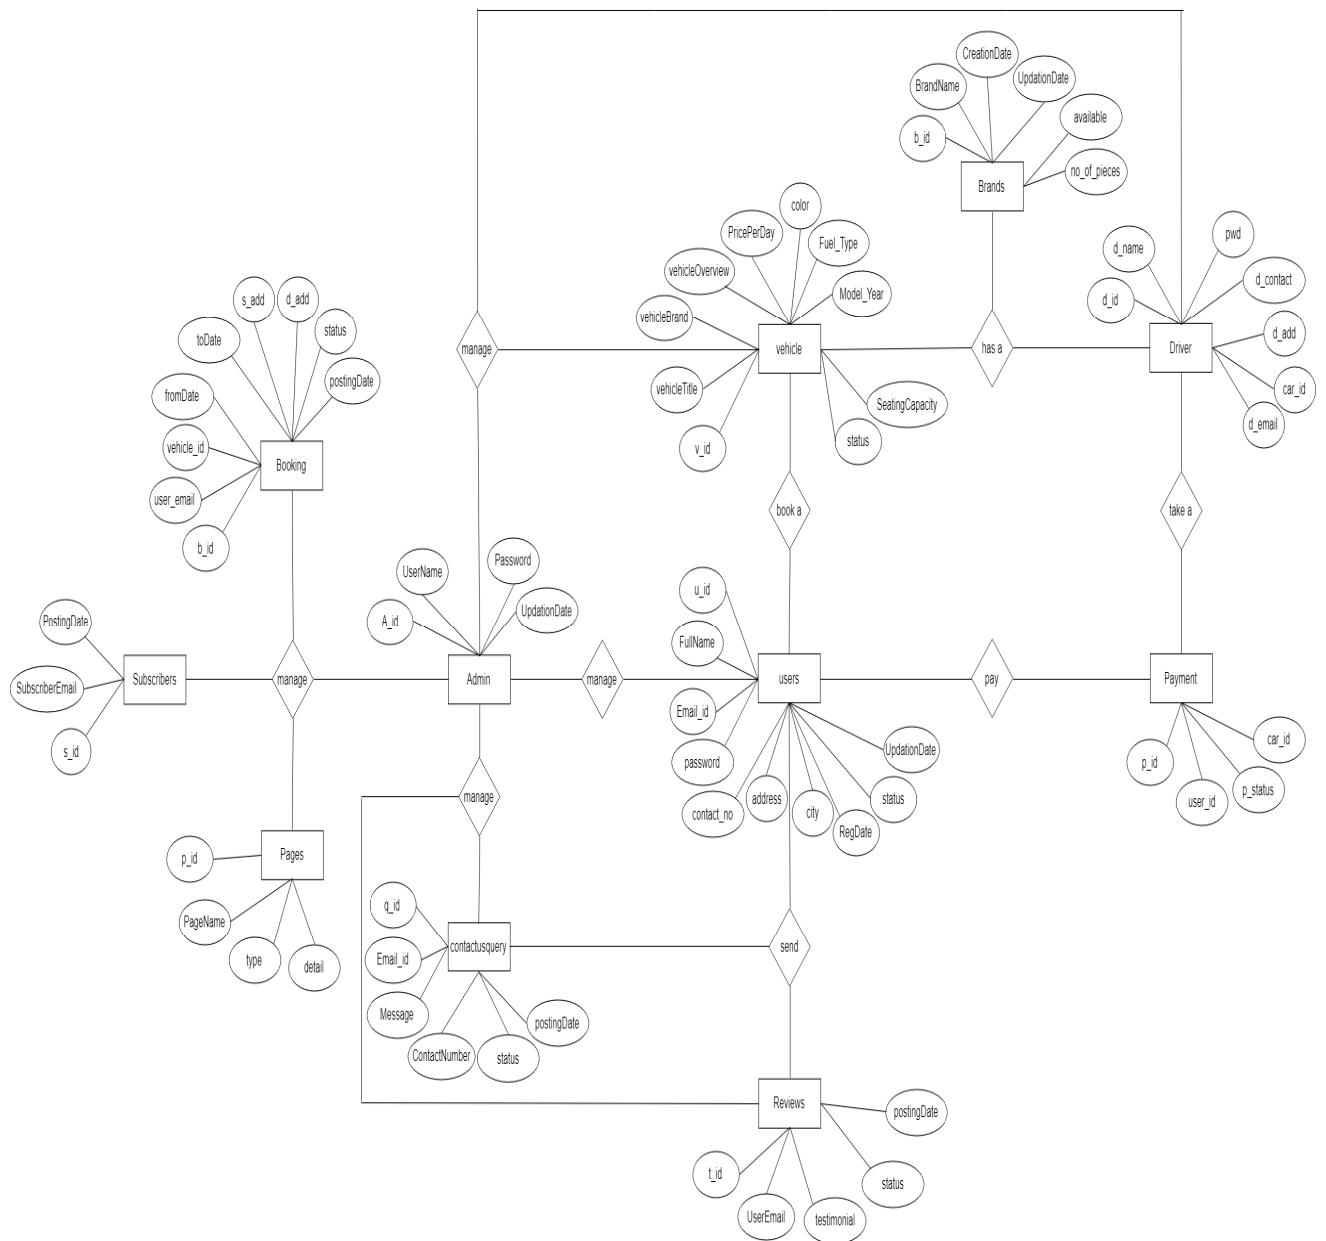 CreationDate
BrandName
UpdationDate
available
b_id
no_of_pieces
Brands
color
PricePerDay
Fuel_Type
vehicleOverview
Model_Year
vehicleBrand
manage
vehicle
vehicleTitle
SeatingCapacity
v_id
status
has a
d_name
pwd
d_id
d_contact
d_add
Driver
car_id
d_email
s_add
d_add
toDate
status
fromDate
postingDate
vehicle_id
Booking
user_email
b_id
book a
take a
UserName
Password
A_id
UpdationDate
PostingDate
Subscribers
SubscriberEmail
s_id
manage
Admin
manage
u_id
FullName
users
Email_id
password
contact_no
address
city
RegDate
status
UpdationDate
pay
Payment
p_id
user_id
p_status
car_id
manage
p_id
Pages
PageName
type
detail
q_id
contactusquery
Email_id
Message
ContactNumber
status
postingDate
send
Reviews
postingDate
t_id
status
UserEmail
testimonial